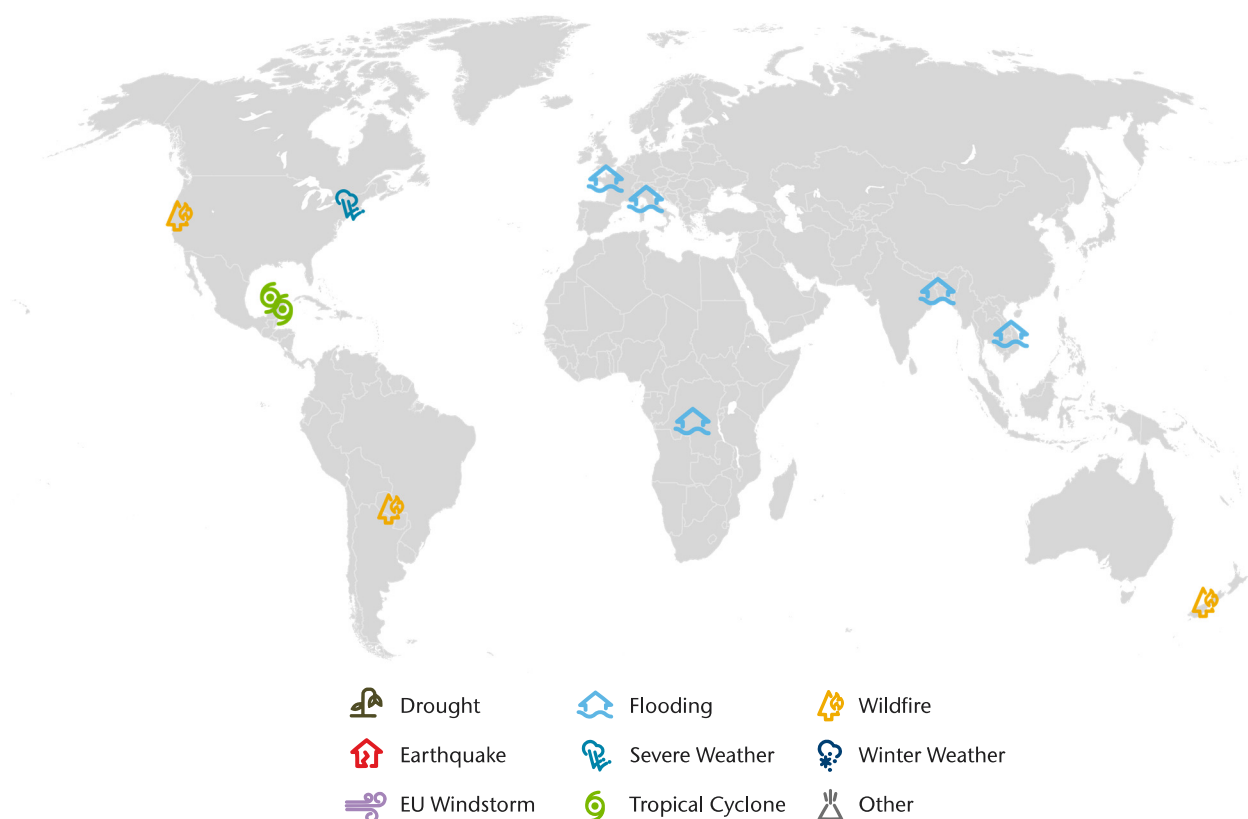 Drought
Flooding
Wildfire
Earthquake
Severe Weather
Winter Weather
EU Windstorm
Tropical Cyclone
Other